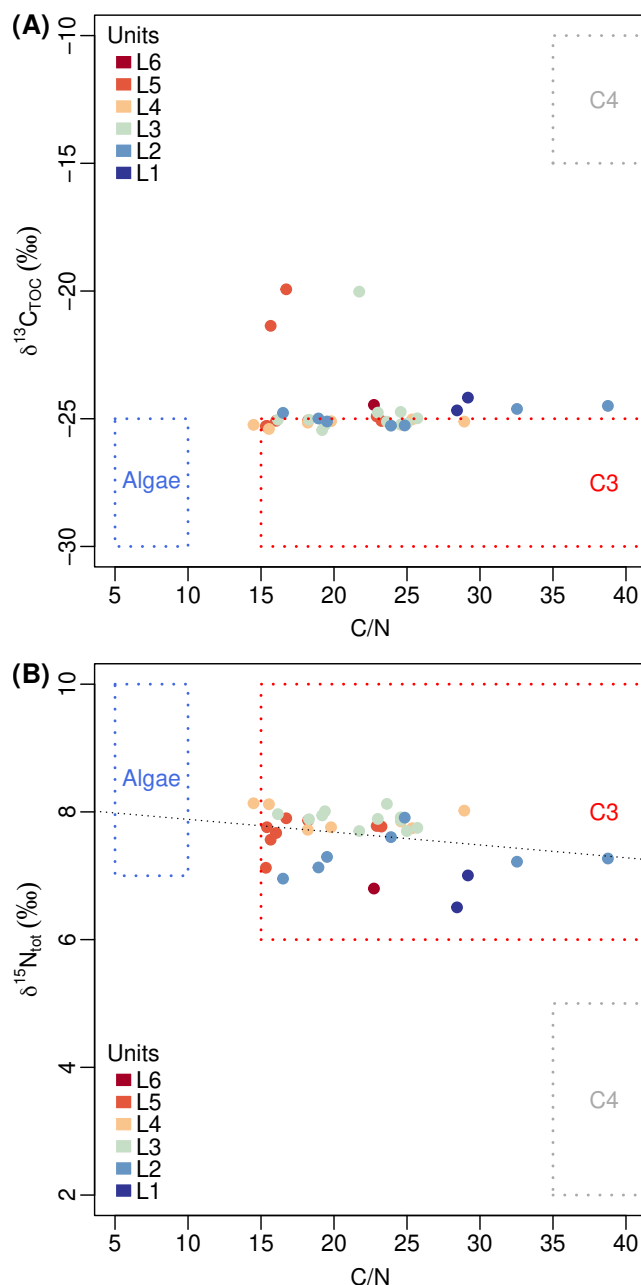 (A)
Units
L6
L5
L4
L3
L2
L1
C4
Algae
C3
−10
−15
−20
−25
−30
δ13CTOC (‰)
5 10 15 20 25 30 35 40
C/N
(B)
Algae
C3
C4
Units
L6
L5
L4
L3
L2
L1
10
8
6
4
2
δ15Ntot (‰)
5 10 15 20 25 30 35 40
C/N